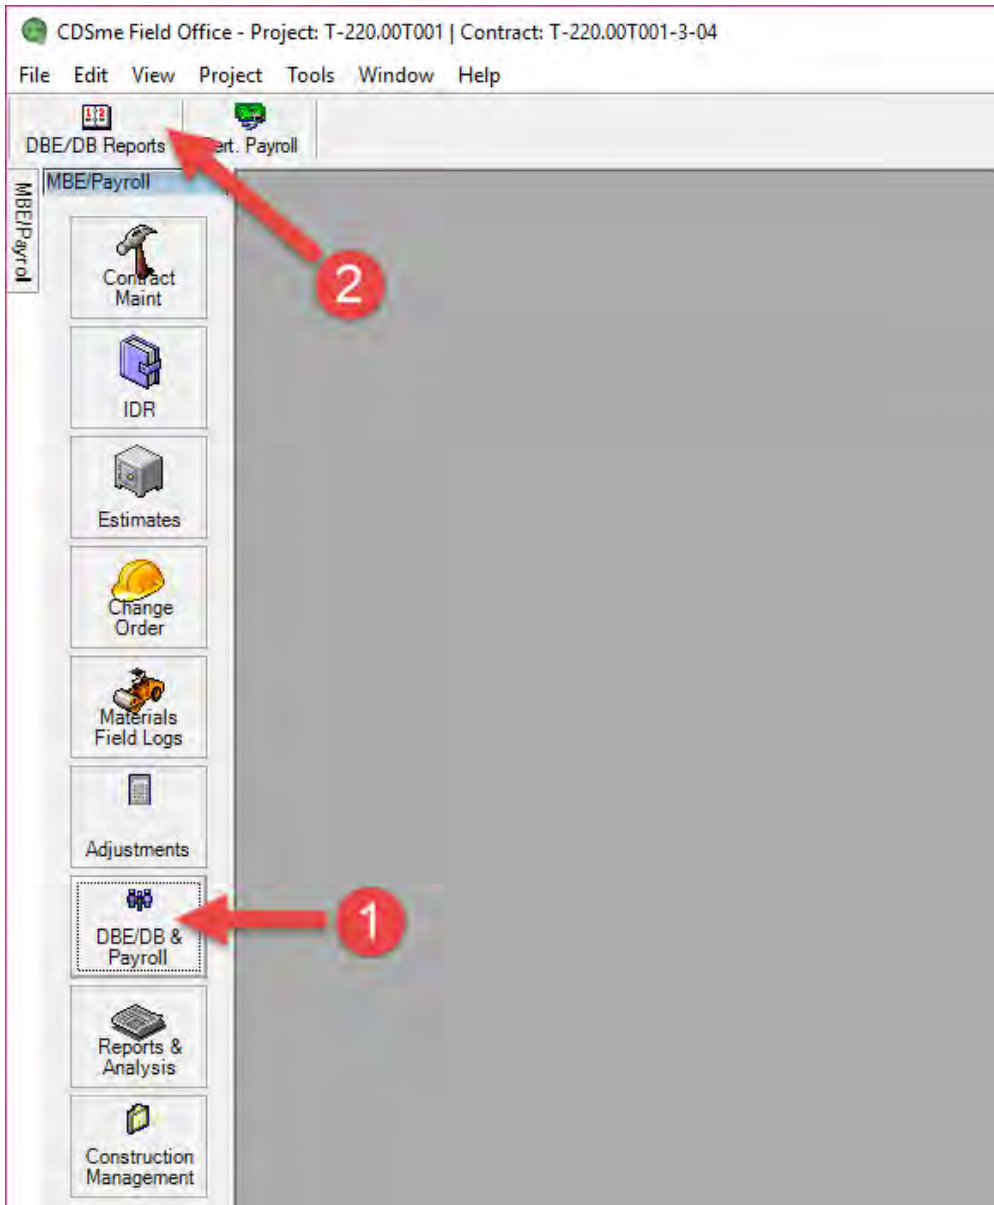 CDSme Field Office - Project: T-220.00T001 | Contract: T-220.00T001-3-04
File Edit View Project Tools Window Help
DBE/DB Reports ert. Payroll
MBE/Payrol
MBE/Payroll
Contract
Maint
IDR
Estimates
Change
Order
Materials
Field Logs
Adjustments
DBE/DB &
Payroll
Reports &
Analysis
Construction
Management
2
1